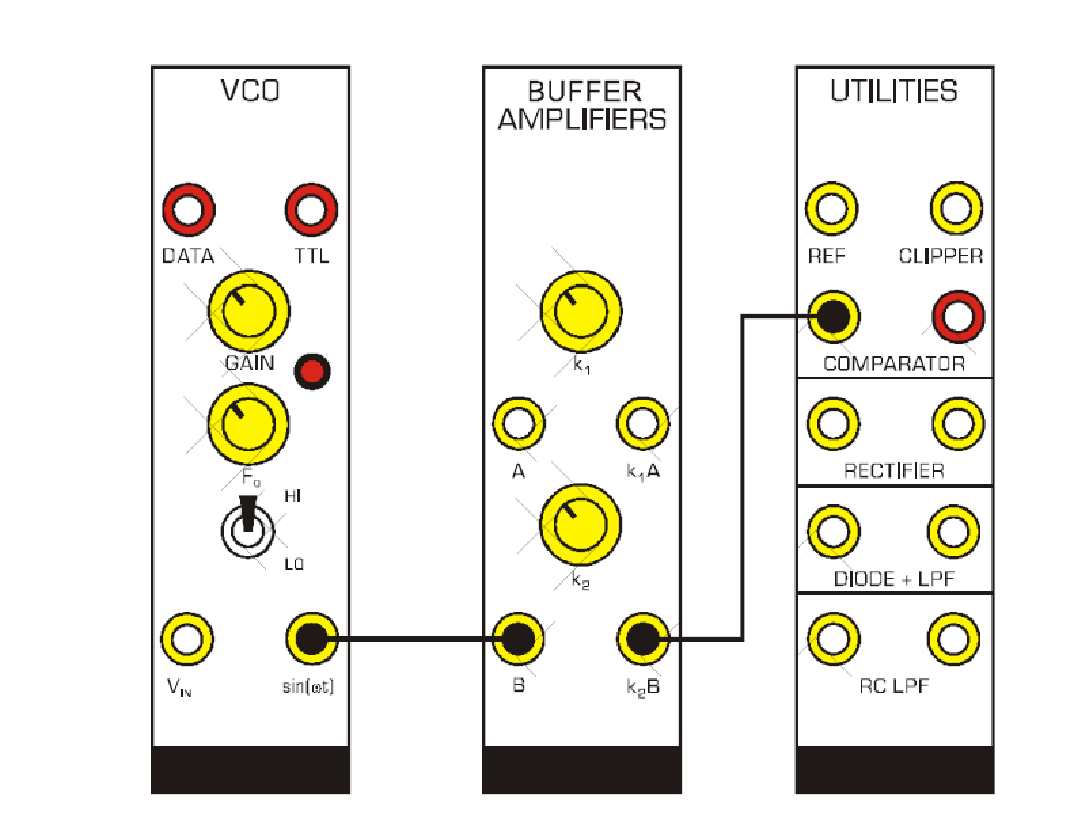 VCO
DATA
TTL
GAIN
Fo
HI
LO
VIN
sin(ωt)
BUFFER
AMPLIFIERS
k1
A
k1A
k2
B
k2B
UTILITIES
REF
CLIPPER
COMPARATOR
RECTIFIER
DIODE + LPF
RC LPF